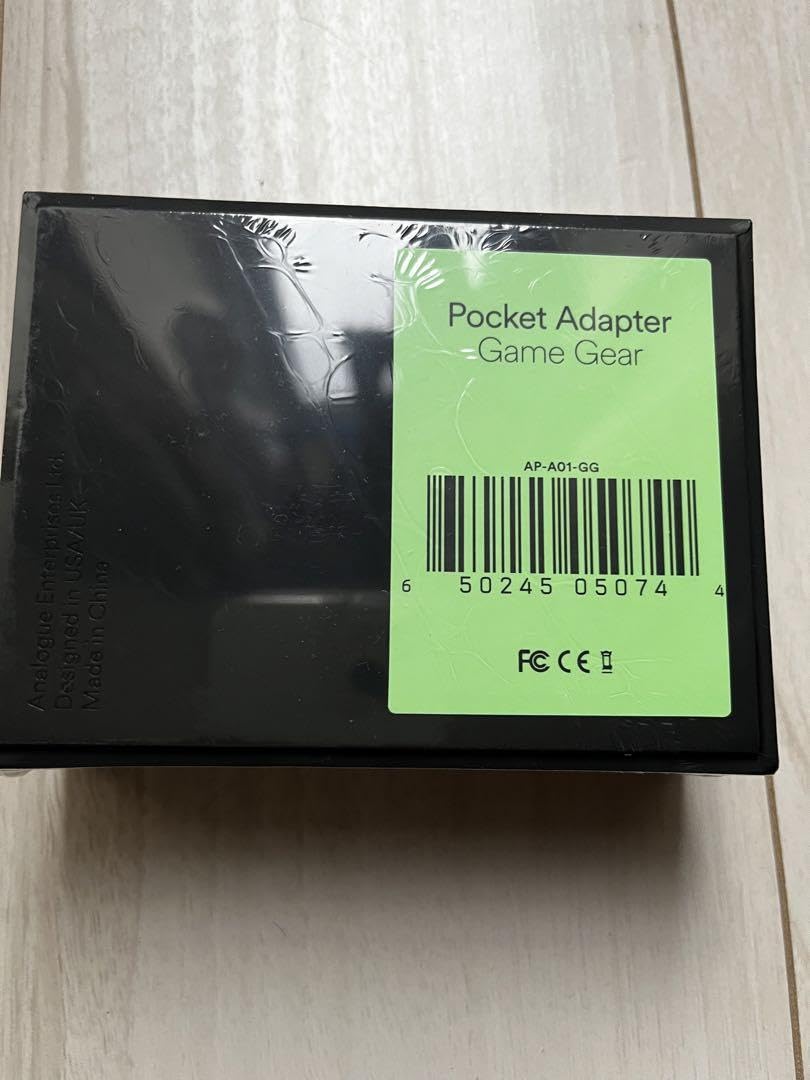 Pocket Adapter
Game Gear
AP-A01-GG
6 50245 05074 4
FC CE
Analogue Enterprises Ltd.
Designed in USA/UK
Made in China